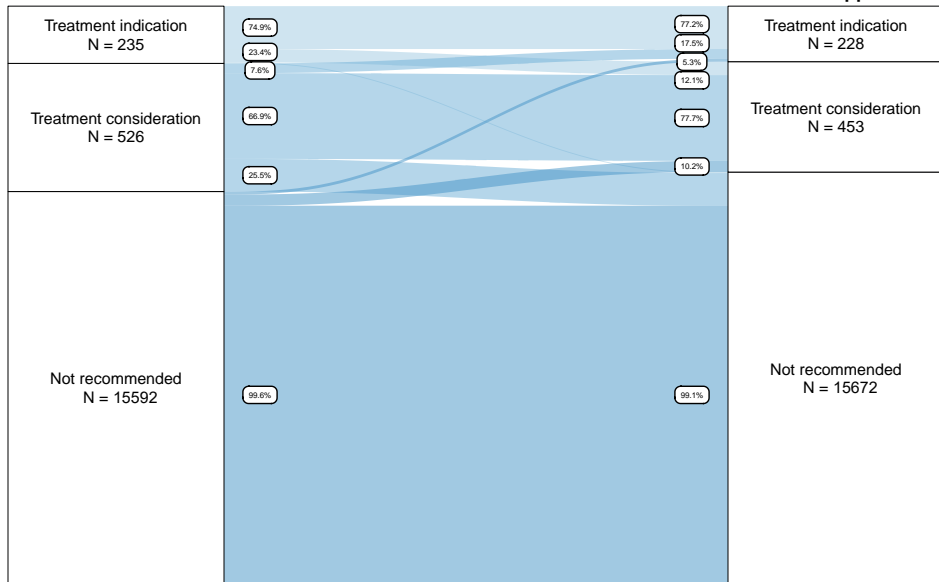 Treatment indication
N = 235
Treatment consideration
N = 526
Not recommended
N = 15592
74.9%
23.4%
7.6%
66.9%
25.5%
99.6%
77.2%
17.5%
5.3%
12.1%
77.7%
10.2%
99.1%
Treatment indication
N = 228
Treatment consideration
N = 453
Not recommended
N = 15672